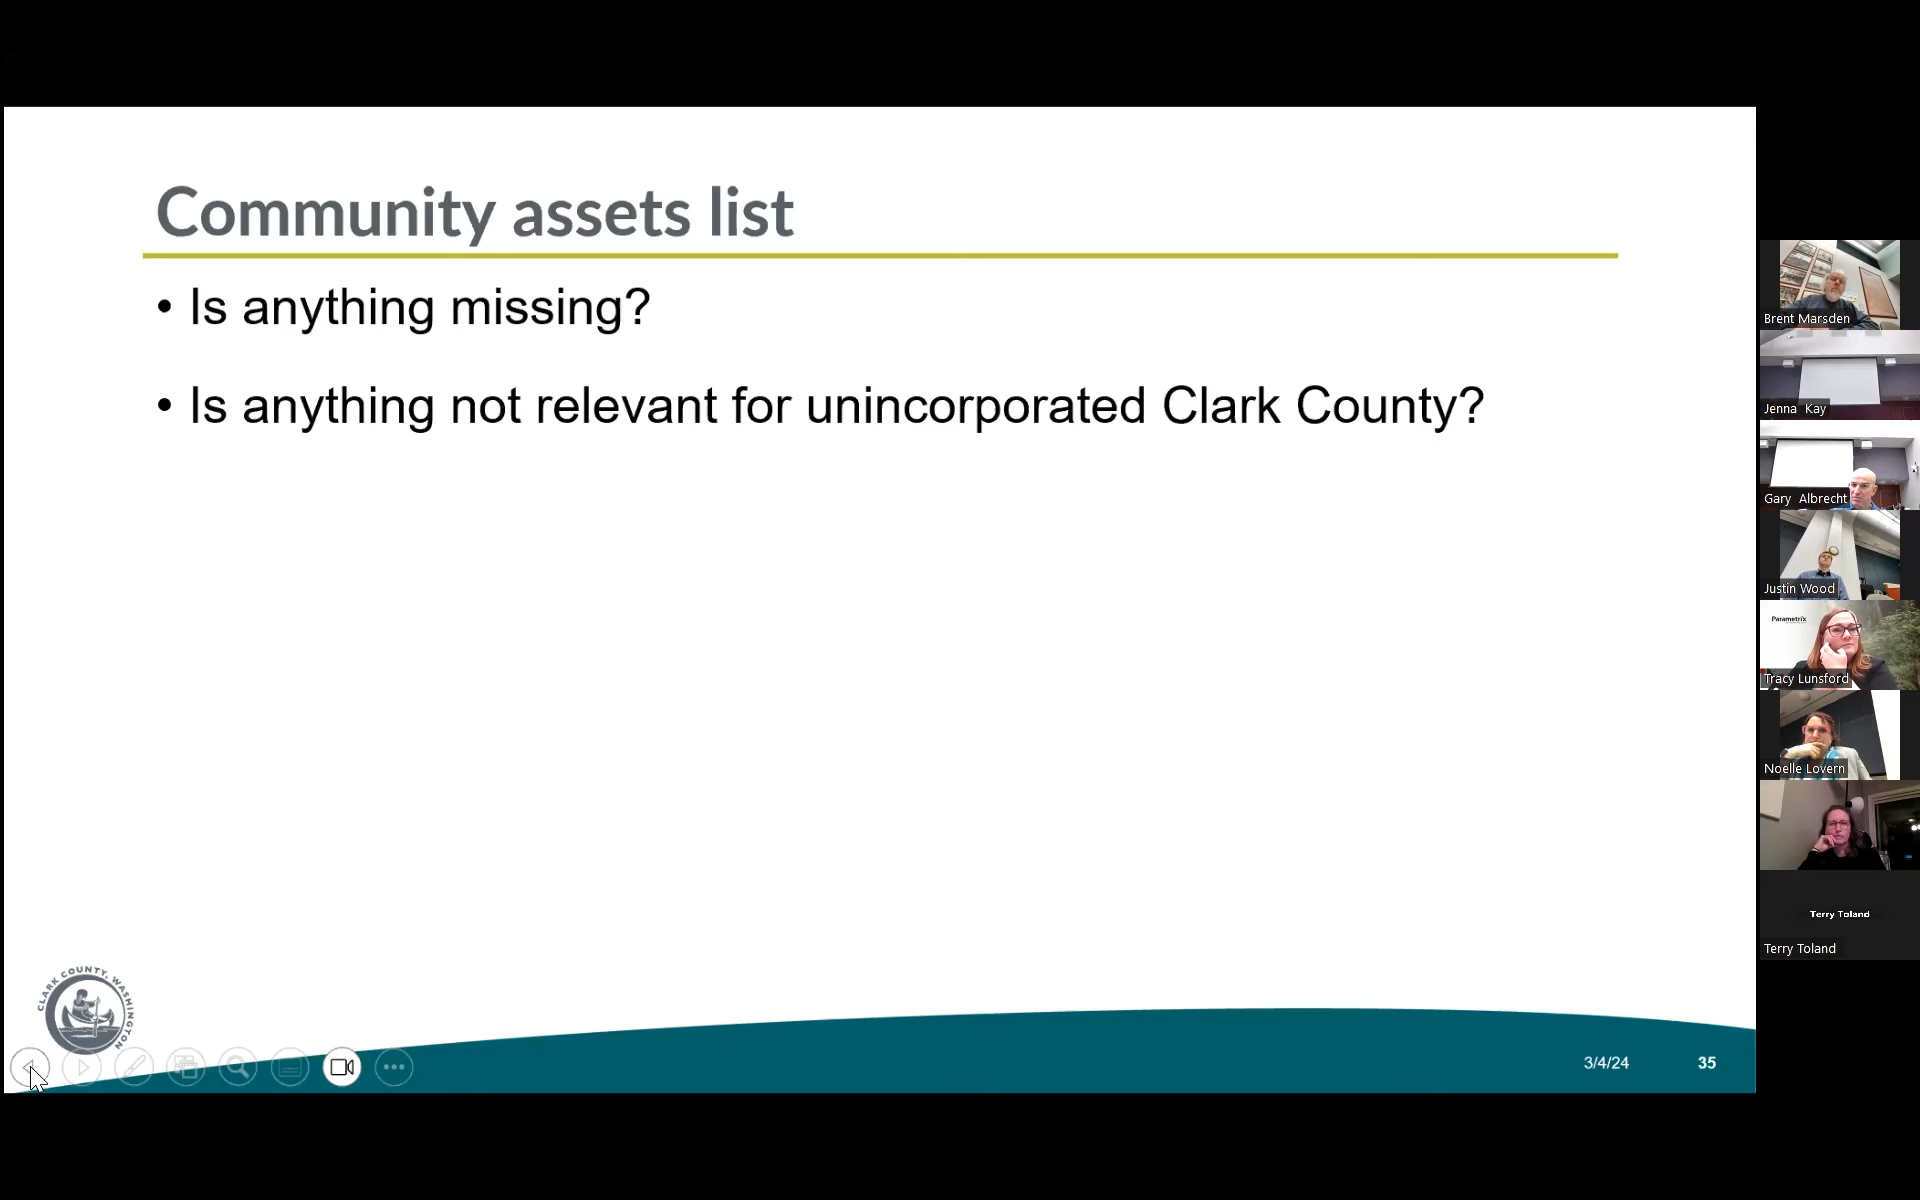 Community assets list
• Is anything missing?
• Is anything not relevant for unincorporated Clark County?
CLARK COUNTY, WASHINGTON
3/4/24
35
Brent Marsden
Jenna Kay
Gary Albrecht
Justin Wood
Parametrix
Tracy Lunsford
Noelle Lovern
Terry Toland
Terry Toland